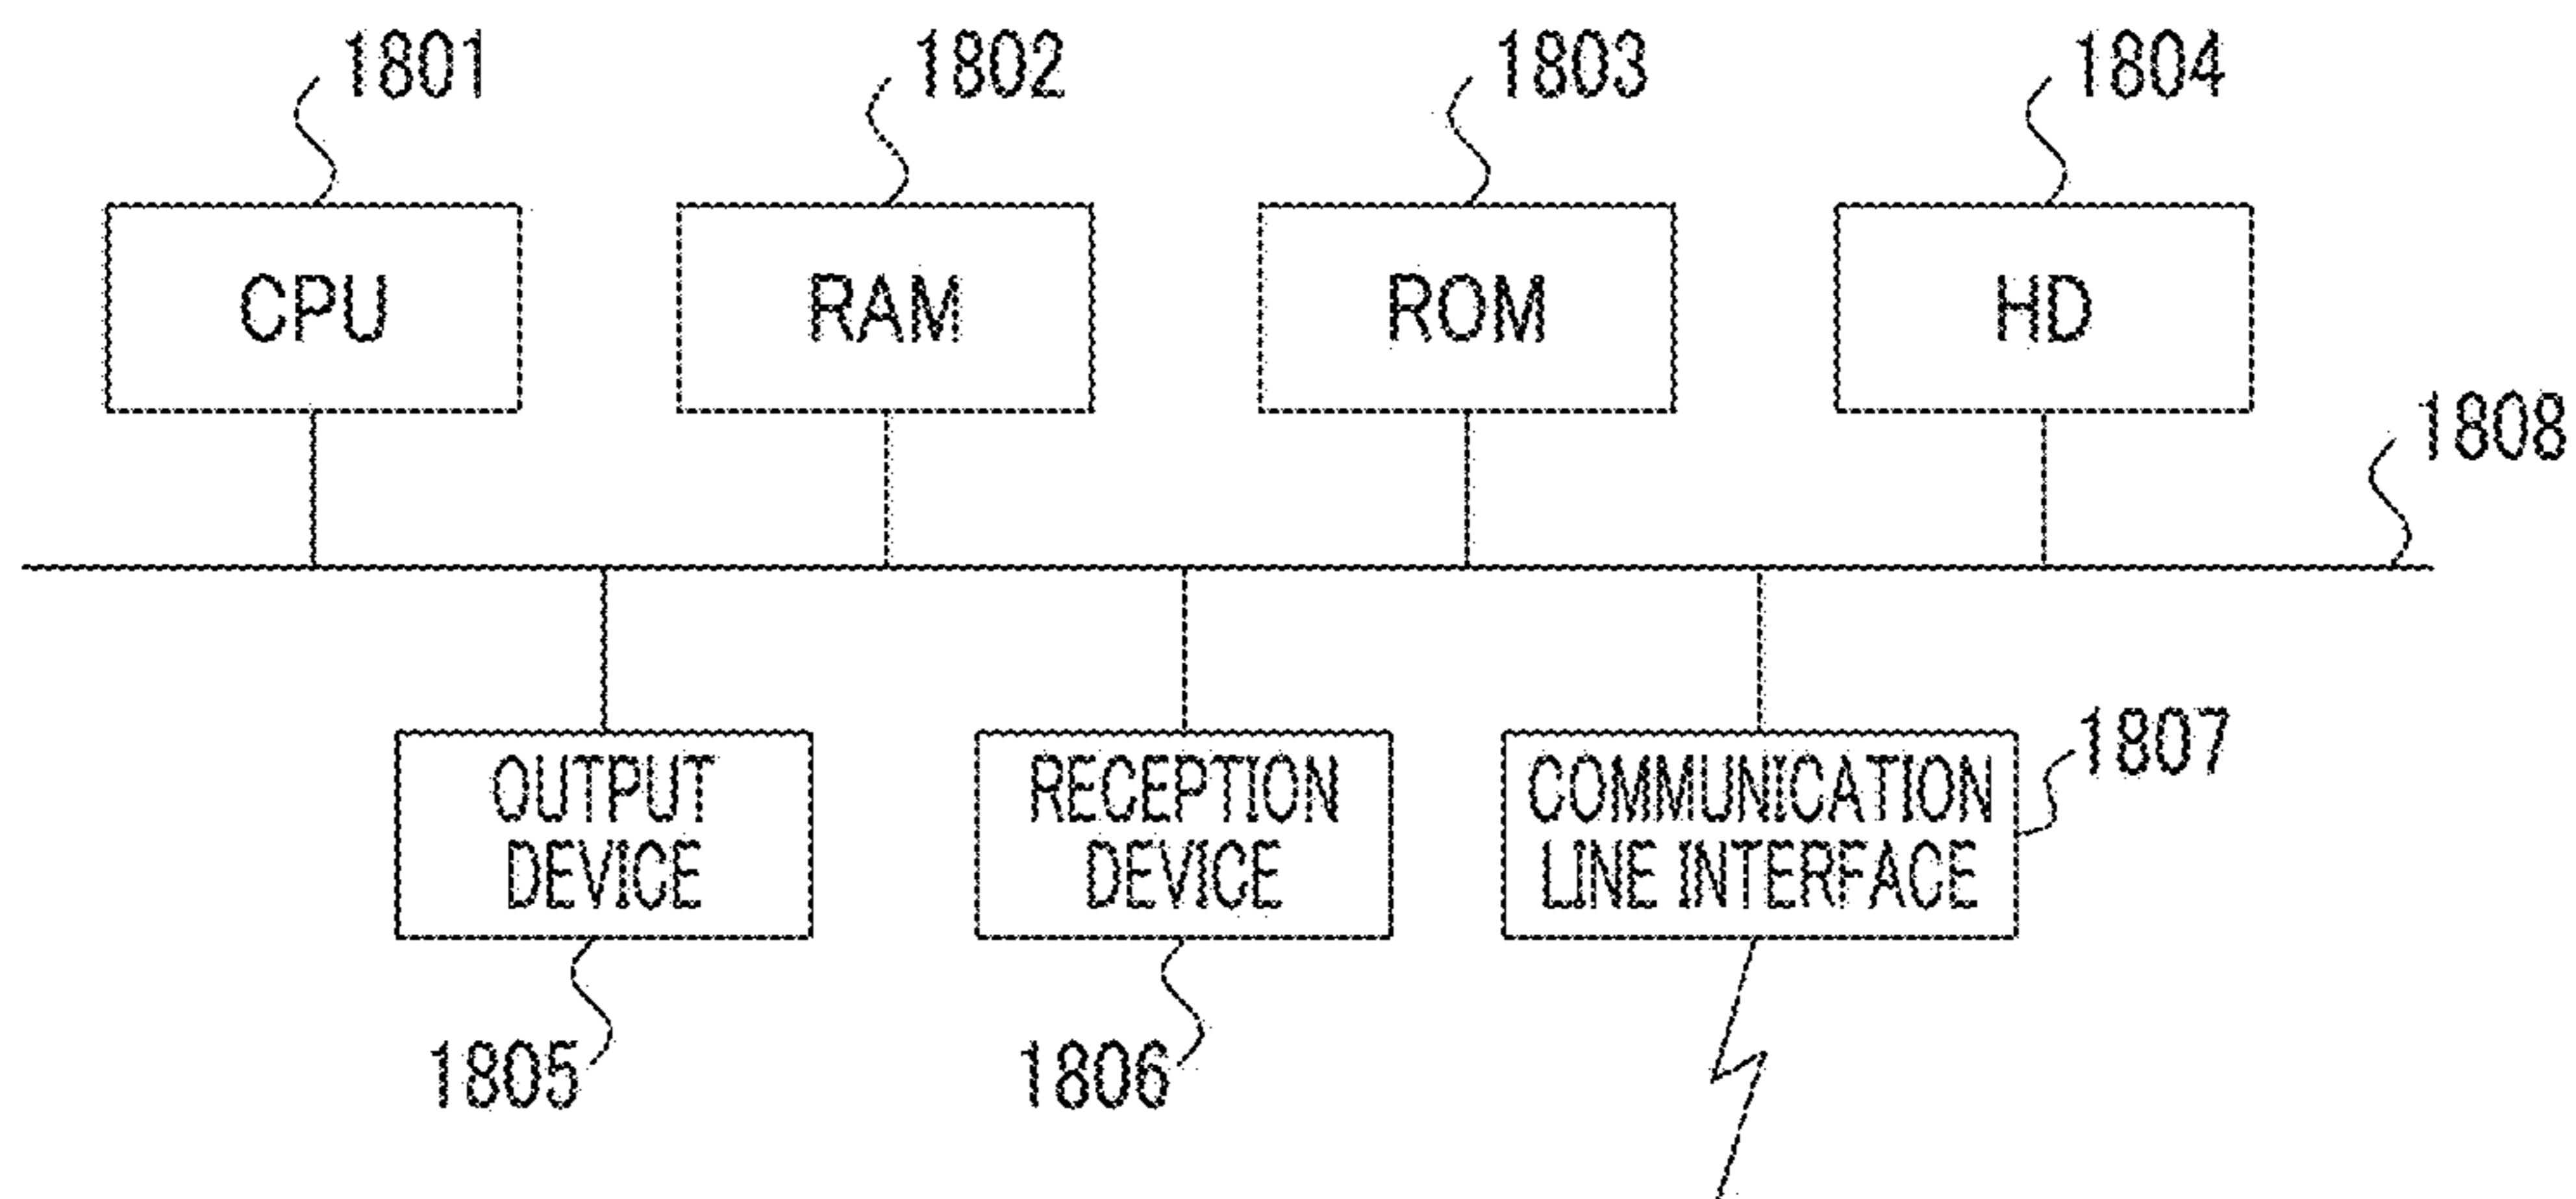 1801
1802
1803
1804
CPU
RAM
ROM
HD
1808
OUTPUT
DEVICE
RECEPTION
DEVICE
COMMUNICATION
LINE INTERFACE
1807
1805
1806